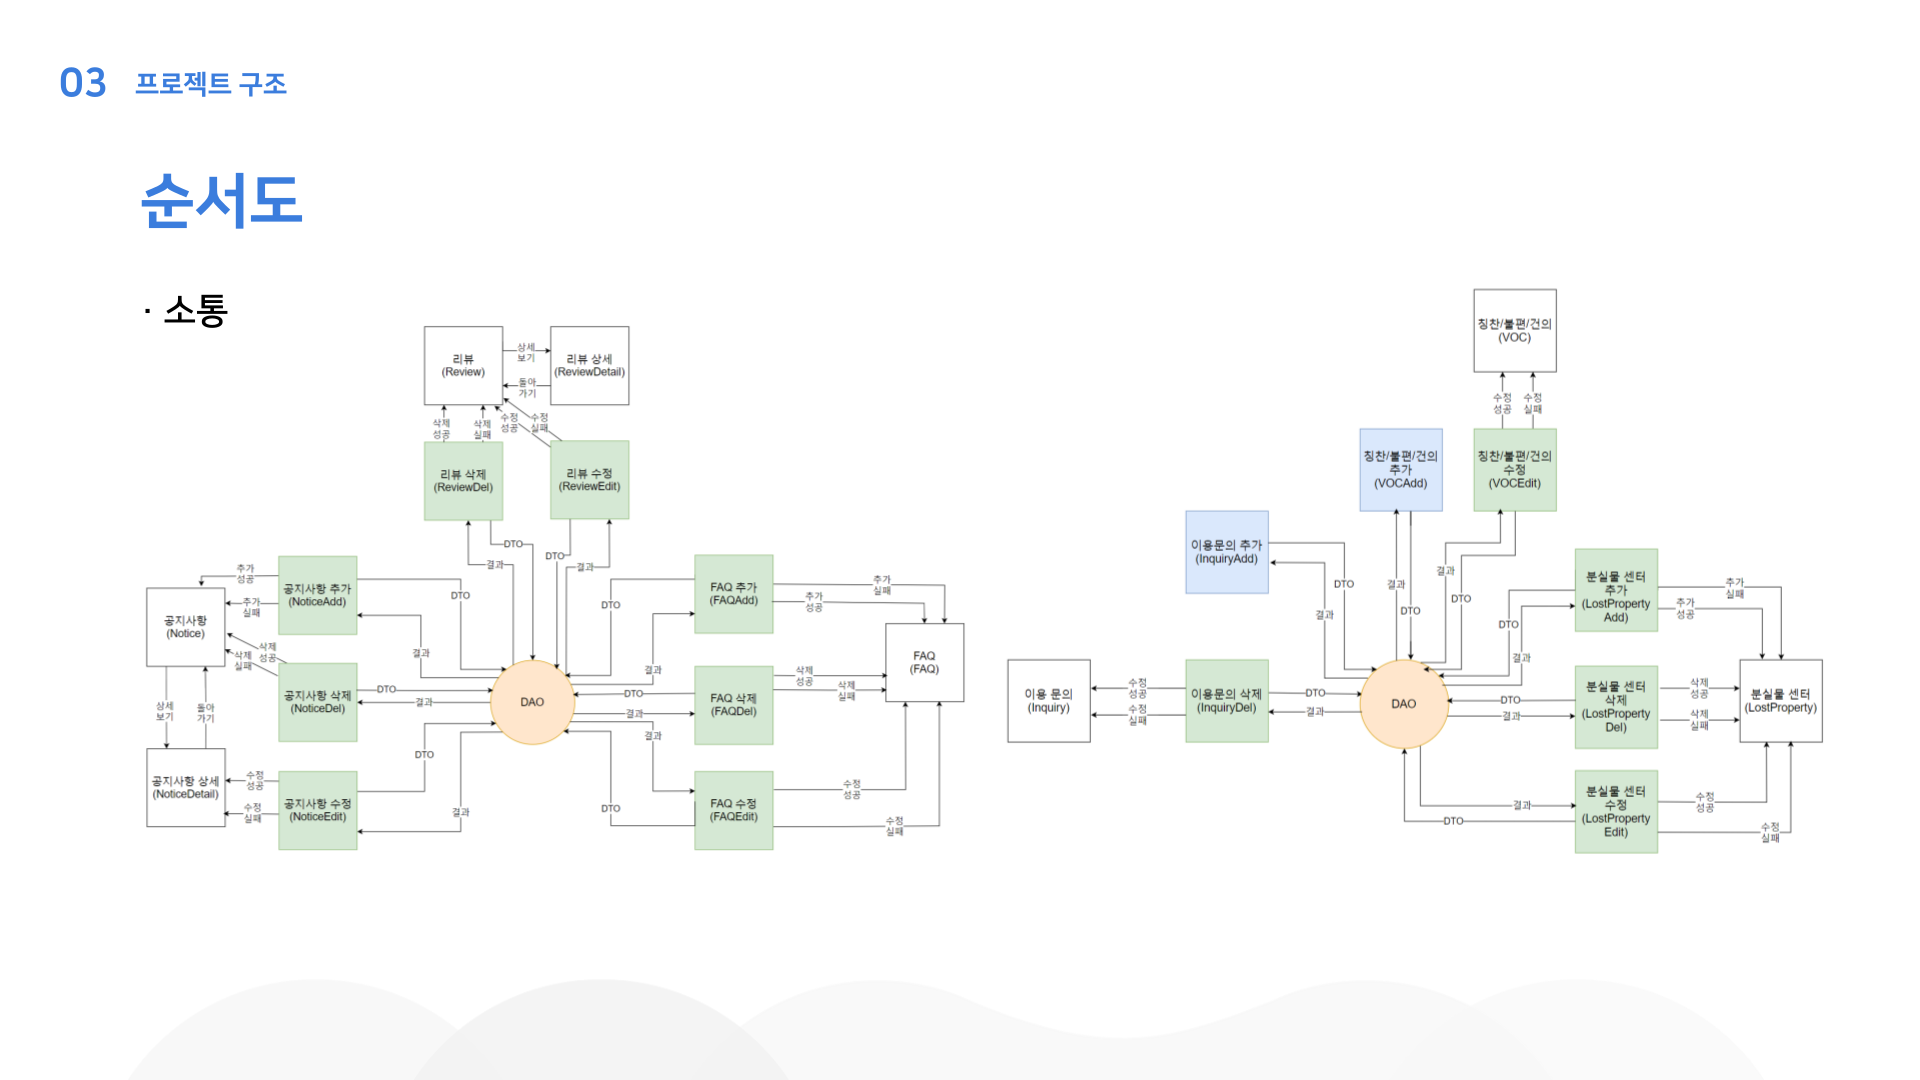 03 프로젝트 구조
순서도
· 소통
리뷰
(Review)
상세
보기
돌아
가기
리뷰 상세
(ReviewDetail)
삭제
성공
삭제
실패
수정
성공
수정
실패
리뷰 삭제
(ReviewDel)
리뷰 수정
(ReviewEdit)
DTO
결과
DTO
결과
추가
성공
추가
실패
공지사항 추가
(NoticeAdd)
DTO
결과
공지사항
(Notice)
삭제
성공
삭제
실패
공지사항 삭제
(NoticeDel)
DTO
결과
상세
보기
돌아
가기
공지사항 상세
(NoticeDetail)
수정
성공
수정
실패
공지사항 수정
(NoticeEdit)
DTO
결과
DAO
DTO
결과
FAQ 추가
(FAQAdd)
추가
실패
추가
성공
FAQ
(FAQ)
DTO
결과
FAQ 삭제
(FAQDel)
삭제
성공
삭제
실패
결과
DTO
FAQ 수정
(FAQEdit)
수정
성공
수정
실패
칭찬/불편/건의
(VOC)
수정
성공
수정
실패
칭찬/불편/건의
추가
(VOCAdd)
칭찬/불편/건의
수정
(VOCEdit)
결과
DTO
결과
DTO
이용문의 추가
(InquiryAdd)
DTO
결과
이용 문의
(Inquiry)
수정
성공
수정
실패
이용문의 삭제
(InquiryDel)
DTO
결과
DAO
DTO
결과
분실물 센터
추가
(LostProperty
Add)
추가
실패
추가
성공
DTO
결과
분실물 센터
삭제
(LostProperty
Del)
삭제
성공
삭제
실패
분실물 센터
(LostProperty)
결과
DTO
분실물 센터
수정
(LostProperty
Edit)
수정
성공
수정
실패